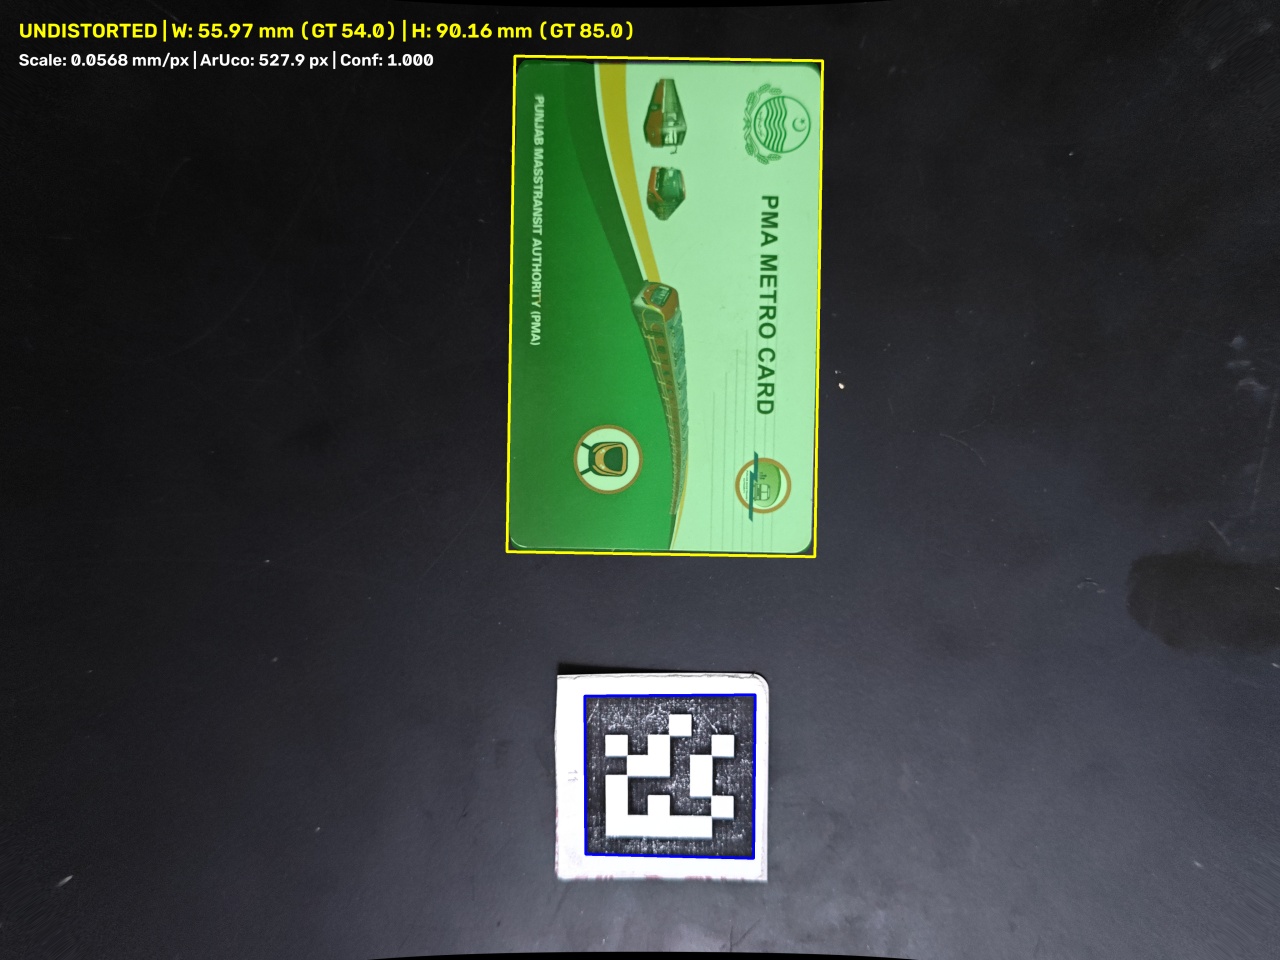 UNDISTORTED | W: 55.97 mm (GT 54.0) | H: 90.16 mm (GT 85.0)
Scale: 0.0568 mm/px | ArUco: 527.9 px | Conf: 1.000
PMA METRO CARD
PUNJAB MASSTRANSIT AUTHORITY (PMA)